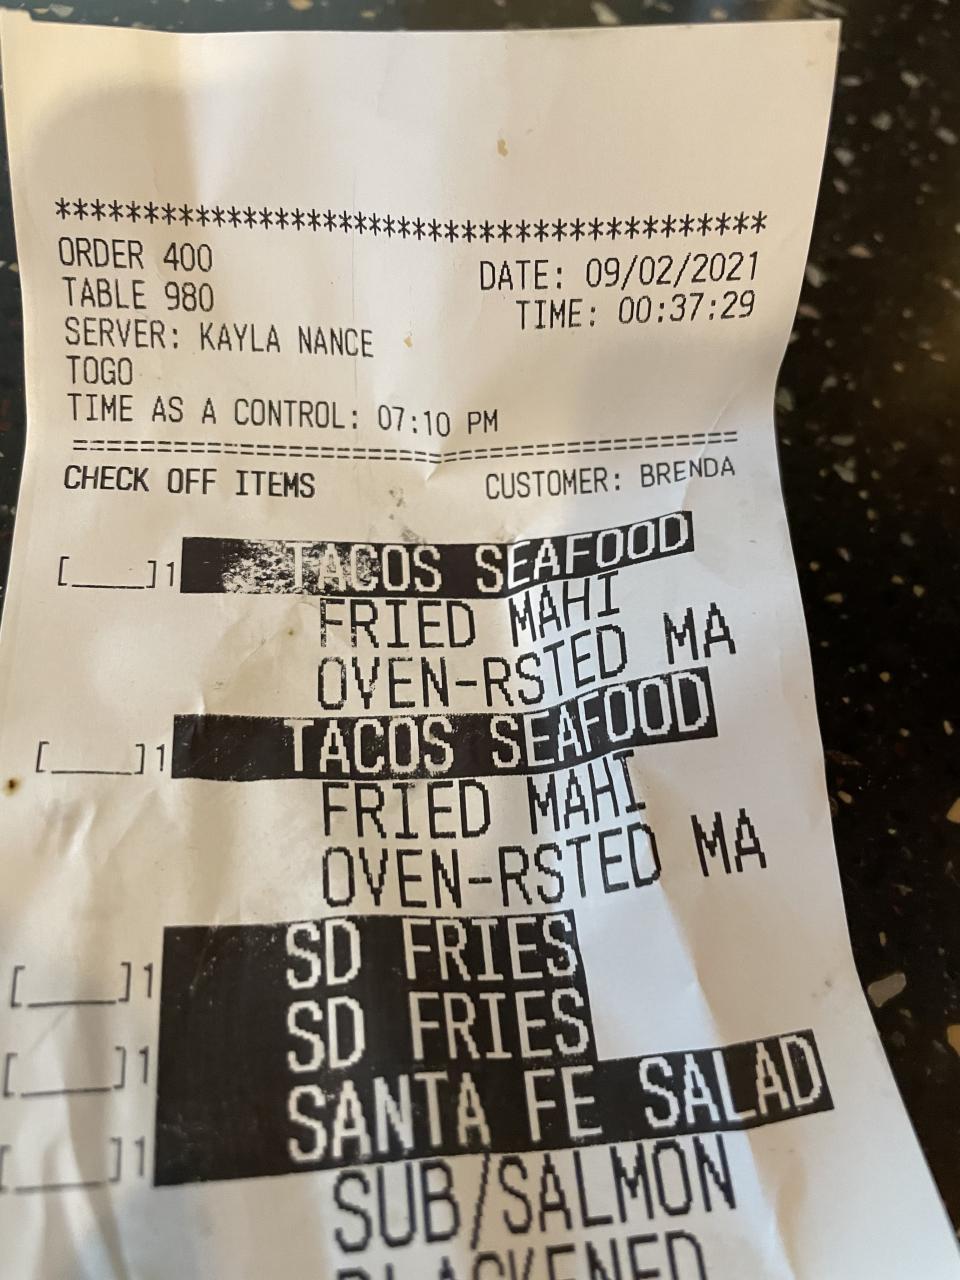 ******************************************
ORDER 400 DATE: 09/02/2021
TABLE 980 TIME: 00:37:29
SERVER: KAYLA NANCE
TOGO
TIME AS A CONTROL: 07:10 PM
================================================
CHECK OFF ITEMS CUSTOMER: BRENDA
[____]1 TACOS SEAFOOD
FRIED MAHI
OVEN-RSTED MA
[____]1 TACOS SEAFOOD
FRIED MAHI
OVEN-RSTED MA
[____]1 SD FRIES
[____]1 SD FRIES
[____]1 SANTA FE SALAD
SUB/SALMON
BLACKENED